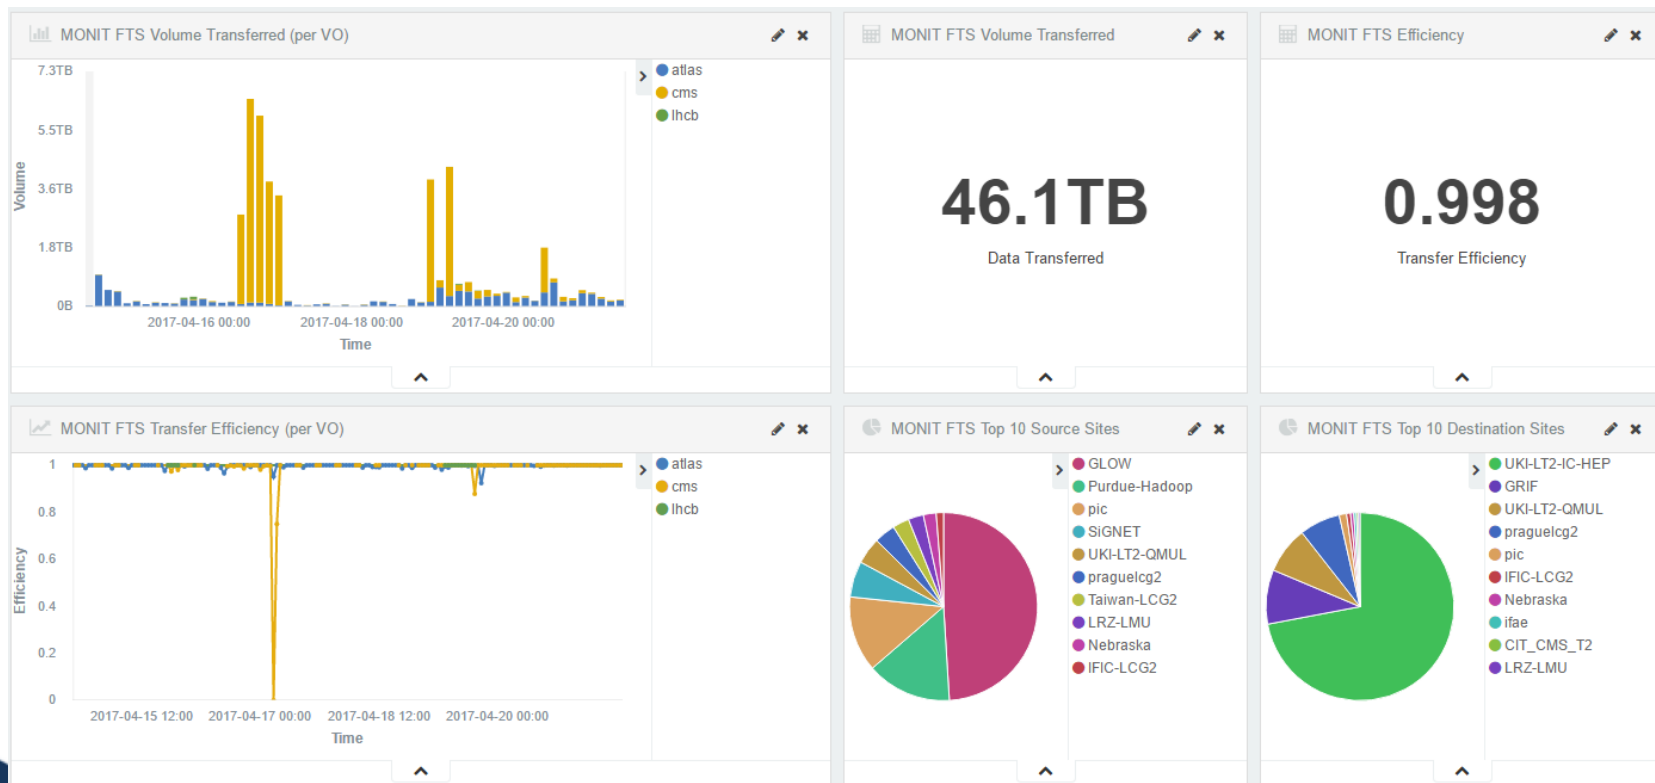 MONIT FTS Volume Transferred (per VO)
7.3TB
5.5TB
3.6TB
1.8TB
0B
Volume
2017-04-16 00:00
2017-04-18 00:00
2017-04-20 00:00
Time
atlas
cms
lhcb
MONIT FTS Volume Transferred
46.1TB
Data Transferred
MONIT FTS Efficiency
0.998
Transfer Efficiency
MONIT FTS Transfer Efficiency (per VO)
1
0.8
0.6
0.4
0.2
0
Efficiency
2017-04-15 12:00
2017-04-17 00:00
2017-04-18 12:00
2017-04-20 00:00
Time
atlas
cms
lhcb
MONIT FTS Top 10 Source Sites
GLOW
Purdue-Hadoop
pic
SiGNET
UKI-LT2-QMUL
praguelcg2
Taiwan-LCG2
LRZ-LMU
Nebraska
IFIC-LCG2
MONIT FTS Top 10 Destination Sites
UKI-LT2-IC-HEP
GRIF
UKI-LT2-QMUL
praguelcg2
pic
IFIC-LCG2
Nebraska
ifae
CIT_CMS_T2
LRZ-LMU